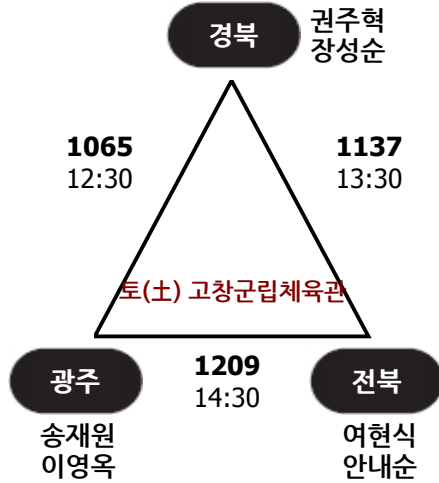 경북
권주혁
장성순
1065
12:30
1137
13:30
토(土) 고창군립체육관
광주
1209
14:30
전북
송재원
이영옥
여현식
안내순